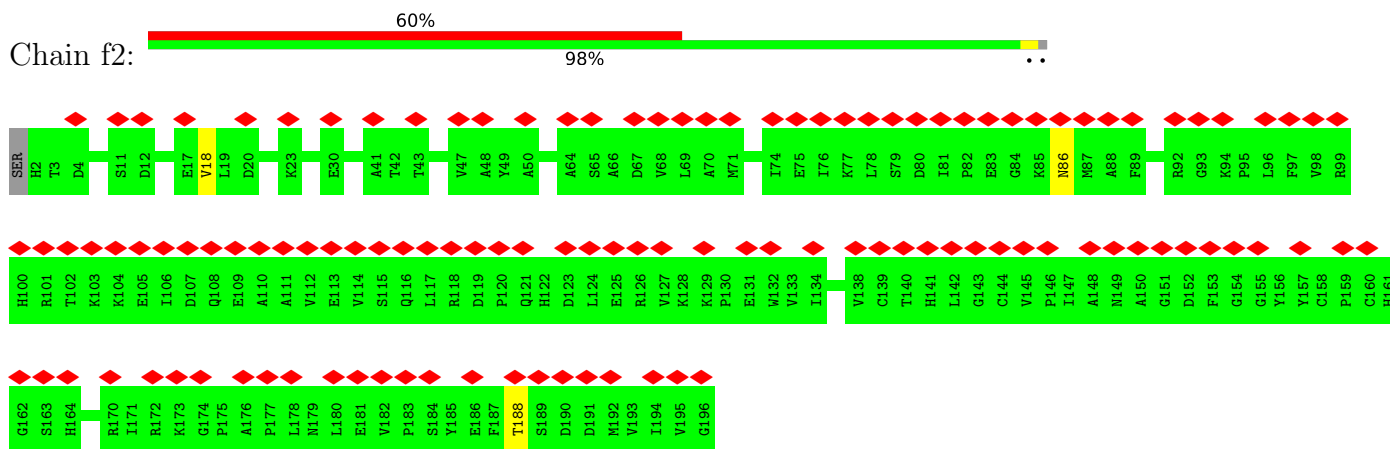 60%
Chain f2:
98%
. .
SER H2 T3 D4 S11 D12 E17 V18 L19 D20 K23 E30 A41 T42 T43 V47 A48 Y49 A50 A64 S65 A66 D67 V68 L69 A70 M71 I74 E75 I76 K77 L78 S79 D80 I81 P82 E83 G84 K85 N86 M87 A88 F89 R92 G93 K94 P95 L96 F97 V98 R99
H100 R101 T102 K103 K104 E105 I106 D107 Q108 E109 A110 A111 V112 E113 V114 S115 Q116 L117 R118 D119 P120 Q121 H122 D123 L124 E125 R126 V127 K128 K129 P130 E131 W132 V133 I134 V138 C139 T140 H141 L142 G143 C144 V145 P146 I147 A148 N149 A150 G151 D152 F153 G154 G155 Y156 Y157 C158 P159 C160 H161
G162 S163 H164 R170 I171 R172 K173 G174 P175 A176 P177 L178 N179 L180 E181 V182 P183 S184 Y185 E186 F187 T188 S189 D190 D191 M192 V193 I194 V195 G196